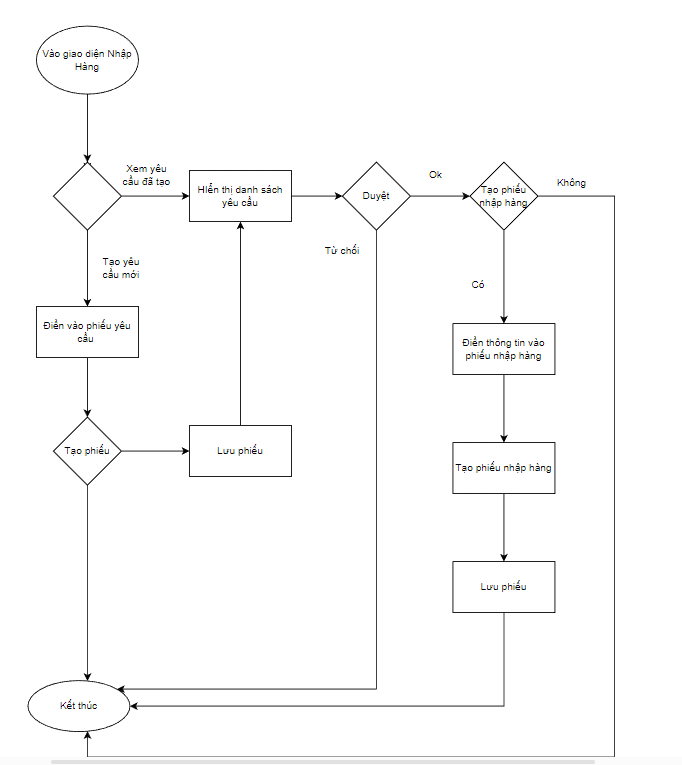 Vào giao diện Nhập
Hàng
Xem yêu
cầu đã tạo
Hiển thị danh sách
yêu cầu
Duyệt
Ok
Tạo phiếu
nhập hàng
Không
Từ chối
Tạo yêu
cầu mới
Có
Điền vào phiếu yêu
cầu
Điền thông tin vào
phiếu nhập hàng
Tạo phiếu
Lưu phiếu
Tạo phiếu nhập hàng
Lưu phiếu
Kết thúc